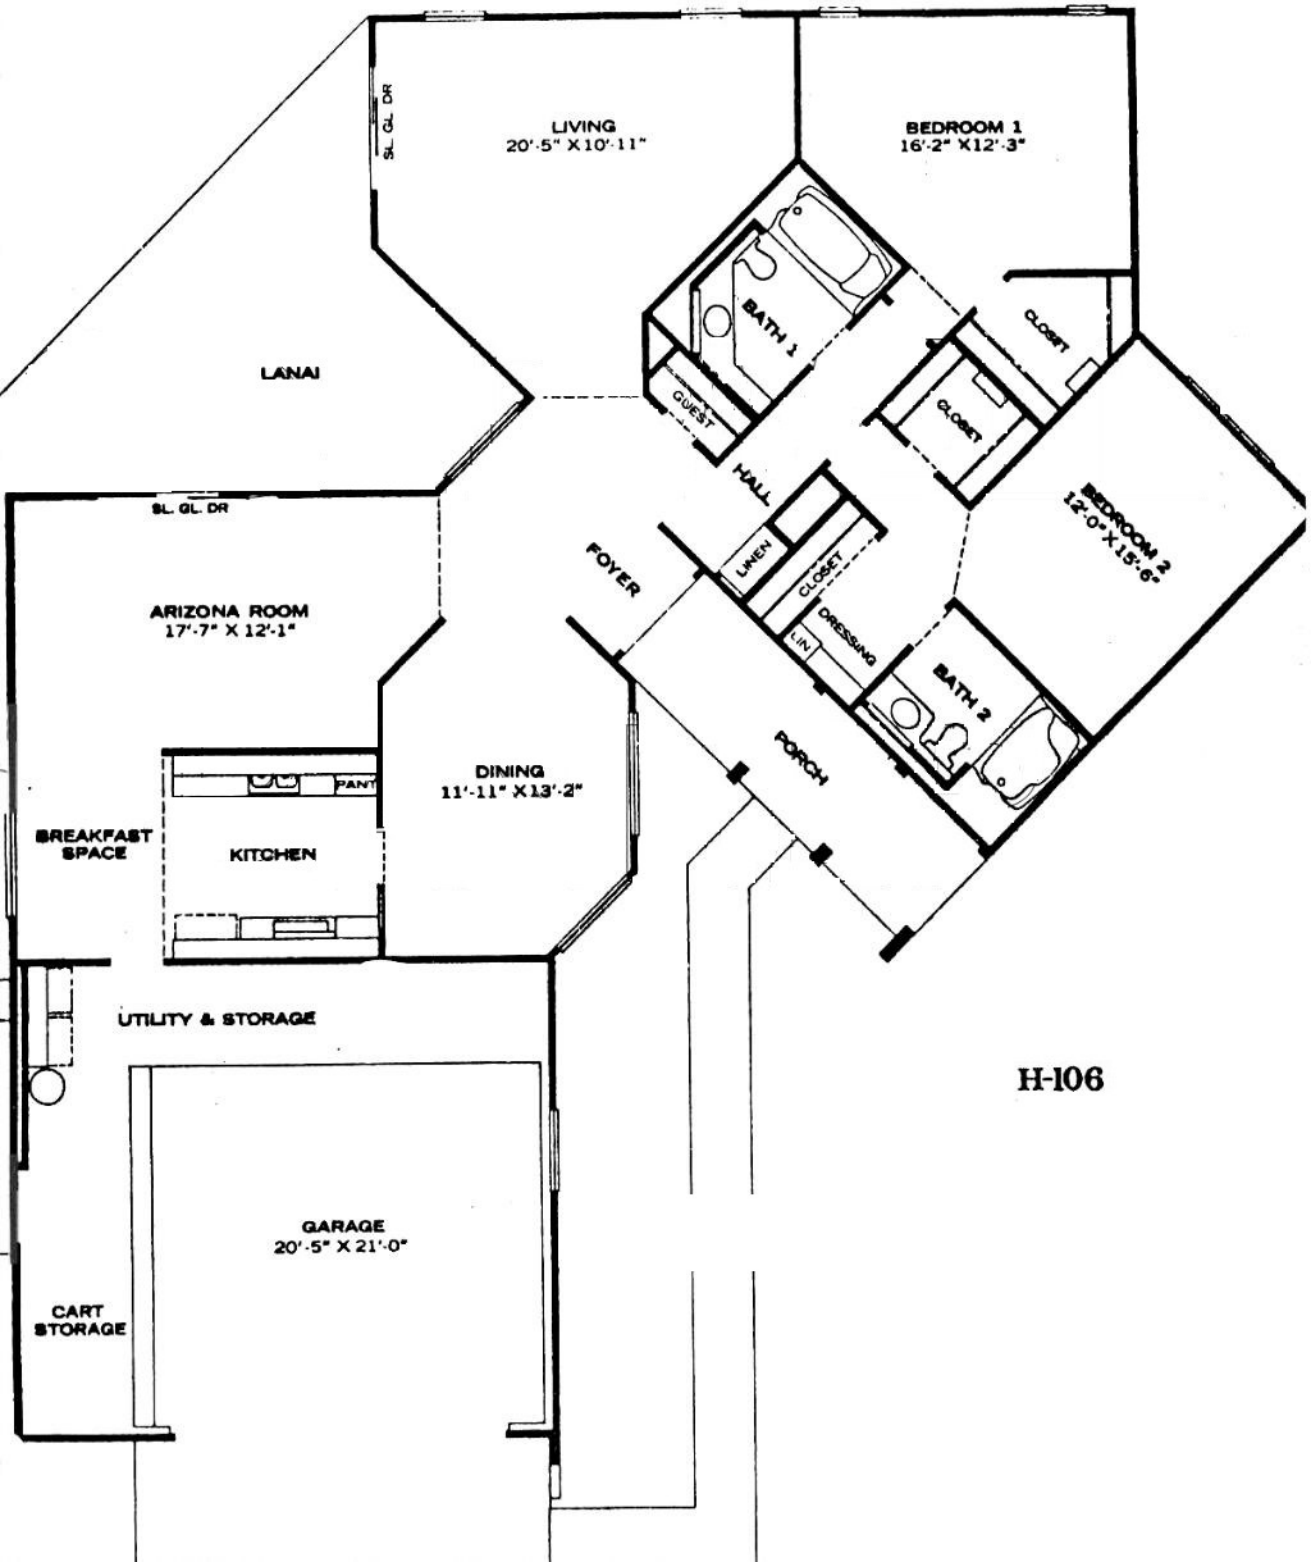 LIVING
20'-5" X 10'-11"
SL. GL. DR
BEDROOM 1
16'-2" X 12'-3"
BATH 1
CLOSET
LANAI
GUEST
CLOSET
HALL
SL. GL. DR
BEDROOM 2
12'-0" X 15'-6"
FOYER
LINEN
CLOSET
ARIZONA ROOM
17'-7" X 12'-1"
DRESSING
LIN
BATH 2
PORCH
DINING
11'-11" X 13'-2"
PANT
BREAKFAST
SPACE
KITCHEN
UTILITY & STORAGE
H-106
GARAGE
20'-5" X 21'-0"
CART
STORAGE